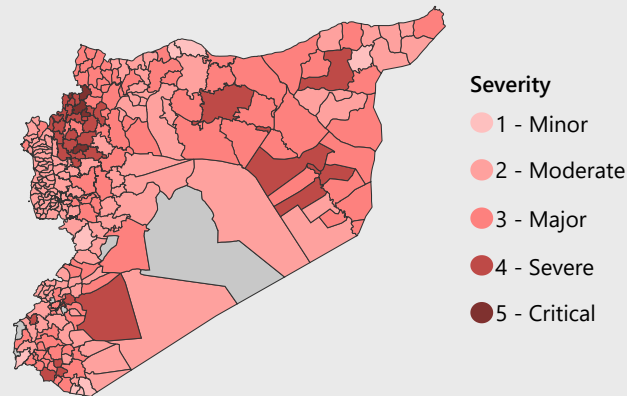 Severity
1 - Minor
2 - Moderate
3 - Major
4 - Severe
5 - Critical